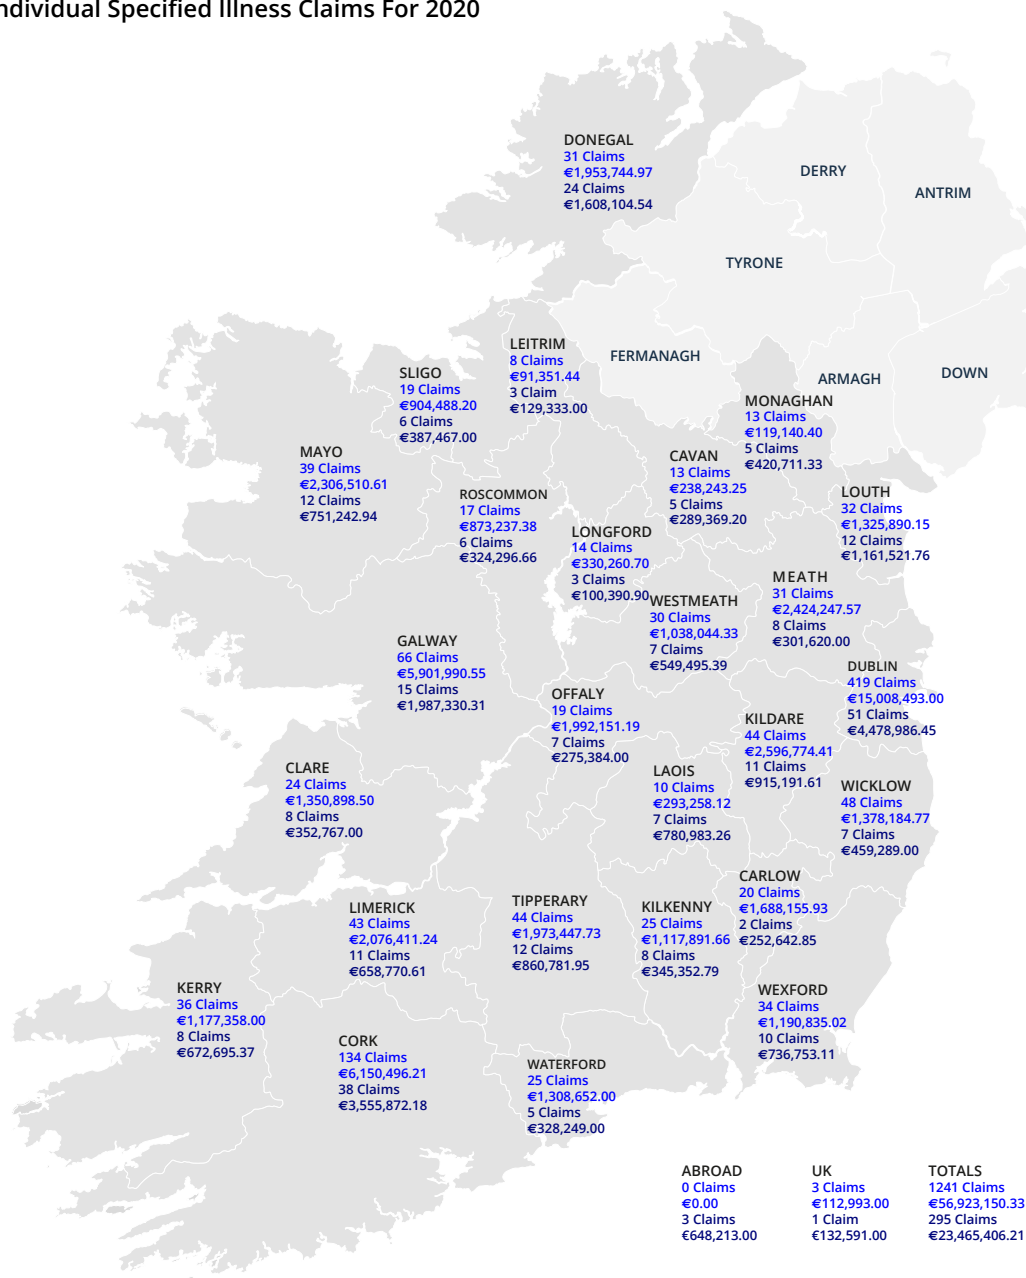 ndividual Specified Illness Claims For 2020
DONEGAL
31 Claims
€1,953,744.97
24 Claims
€1,608,104.54
DERRY
ANTRIM
TYRONE
FERMANAGH
ARMAGH
DOWN
LEITRIM
8 Claims
€91,351.44
3 Claim
€129,333.00
SLIGO
19 Claims
€904,488.20
6 Claims
€387,467.00
MONAGHAN
13 Claims
€119,140.40
5 Claims
€420,711.33
MAYO
39 Claims
€2,306,510.61
12 Claims
€751,242.94
CAVAN
13 Claims
€238,243.25
5 Claims
€289,369.20
ROSCOMMON
17 Claims
€873,237.38
6 Claims
€324,296.66
LOUTH
32 Claims
€1,325,890.15
12 Claims
€1,161,521.76
LONGFORD
14 Claims
€330,260.70
3 Claims
€100,390.90
MEATH
31 Claims
€2,424,247.57
8 Claims
€301,620.00
WESTMEATH
30 Claims
€1,038,044.33
7 Claims
€549,495.39
GALWAY
66 Claims
€5,901,990.55
15 Claims
€1,987,330.31
DUBLIN
419 Claims
€15,008,493.00
51 Claims
€4,478,986.45
OFFALY
19 Claims
€1,992,151.19
7 Claims
€275,384.00
KILDARE
44 Claims
€2,596,774.41
11 Claims
€915,191.61
CLARE
24 Claims
€1,350,898.50
8 Claims
€352,767.00
LAOIS
10 Claims
€293,258.12
7 Claims
€780,983.26
WICKLOW
48 Claims
€1,378,184.77
7 Claims
€459,289.00
CARLOW
20 Claims
€1,688,155.93
2 Claims
€252,642.85
TIPPERARY
44 Claims
€1,973,447.73
12 Claims
€860,781.95
LIMERICK
43 Claims
€2,076,411.24
11 Claims
€658,770.61
KILKENNY
25 Claims
€1,117,891.66
8 Claims
€345,352.79
KERRY
36 Claims
€1,177,358.00
8 Claims
€672,695.37
WEXFORD
34 Claims
€1,190,835.02
10 Claims
€736,753.11
CORK
134 Claims
€6,150,496.21
38 Claims
€3,555,872.18
WATERFORD
25 Claims
€1,308,652.00
5 Claims
€328,249.00
ABROAD
0 Claims
€0.00
3 Claims
€648,213.00
UK
3 Claims
€112,993.00
1 Claim
€132,591.00
TOTALS
1241 Claims
€56,923,150.33
295 Claims
€23,465,406.21